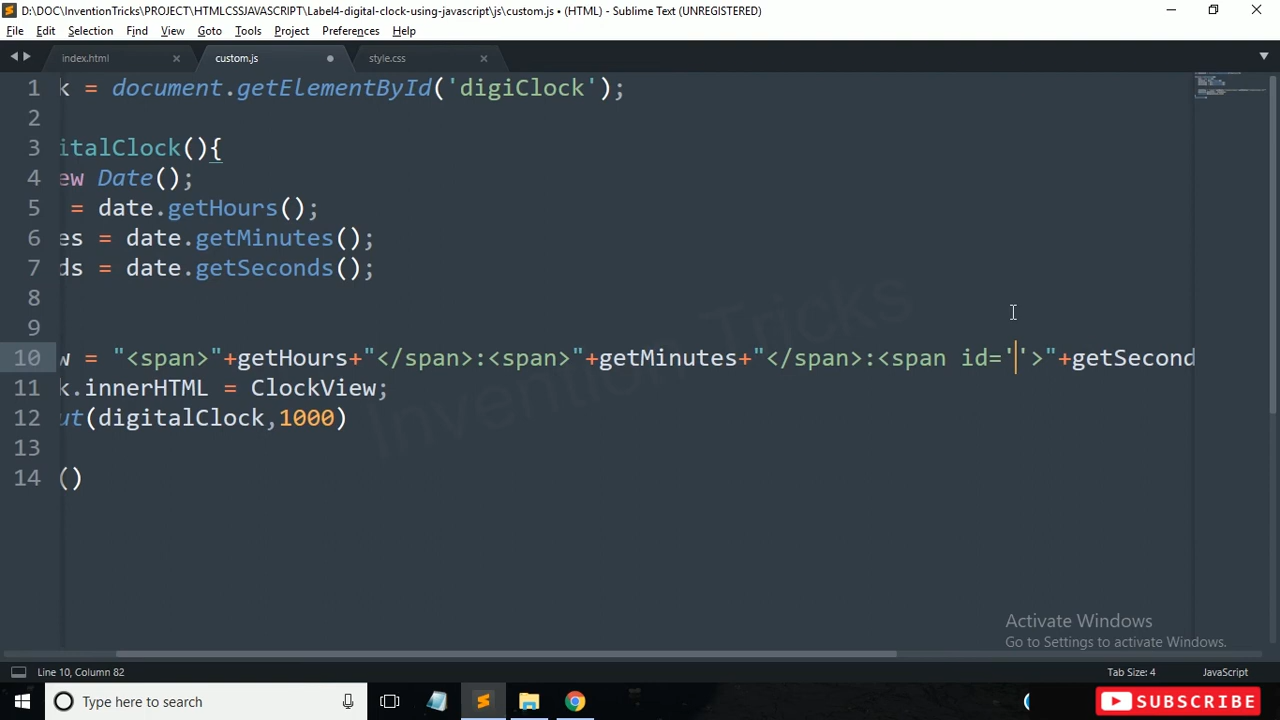 D:\DOC\InventionTricks\PROJECT\HTMLCSSJAVASCRIPT\Label4-digital-clock-using-javascript\js\custom.js • (HTML) - Sublime Text (UNREGISTERED)
File Edit Selection Find View Goto Tools Project Preferences Help
index.html × custom.js style.css ×
1 k = document.getElementById('digiClock');
2
3 italClock(){
4 ew Date();
5 = date.getHours();
6 es = date.getMinutes();
7 ds = date.getSeconds();
8
9
10 w = "<span>"+getHours+"</span>:<span>"+getMinutes+"</span>:<span id=''>"+getSecond
11 k.innerHTML = ClockView;
12 ut(digitalClock,1000)
13
14 ()
Invention Tricks
Activate Windows
Go to Settings to activate Windows.
Line 10, Column 82 Tab Size: 4 JavaScript
Type here to search
SUBSCRIBE